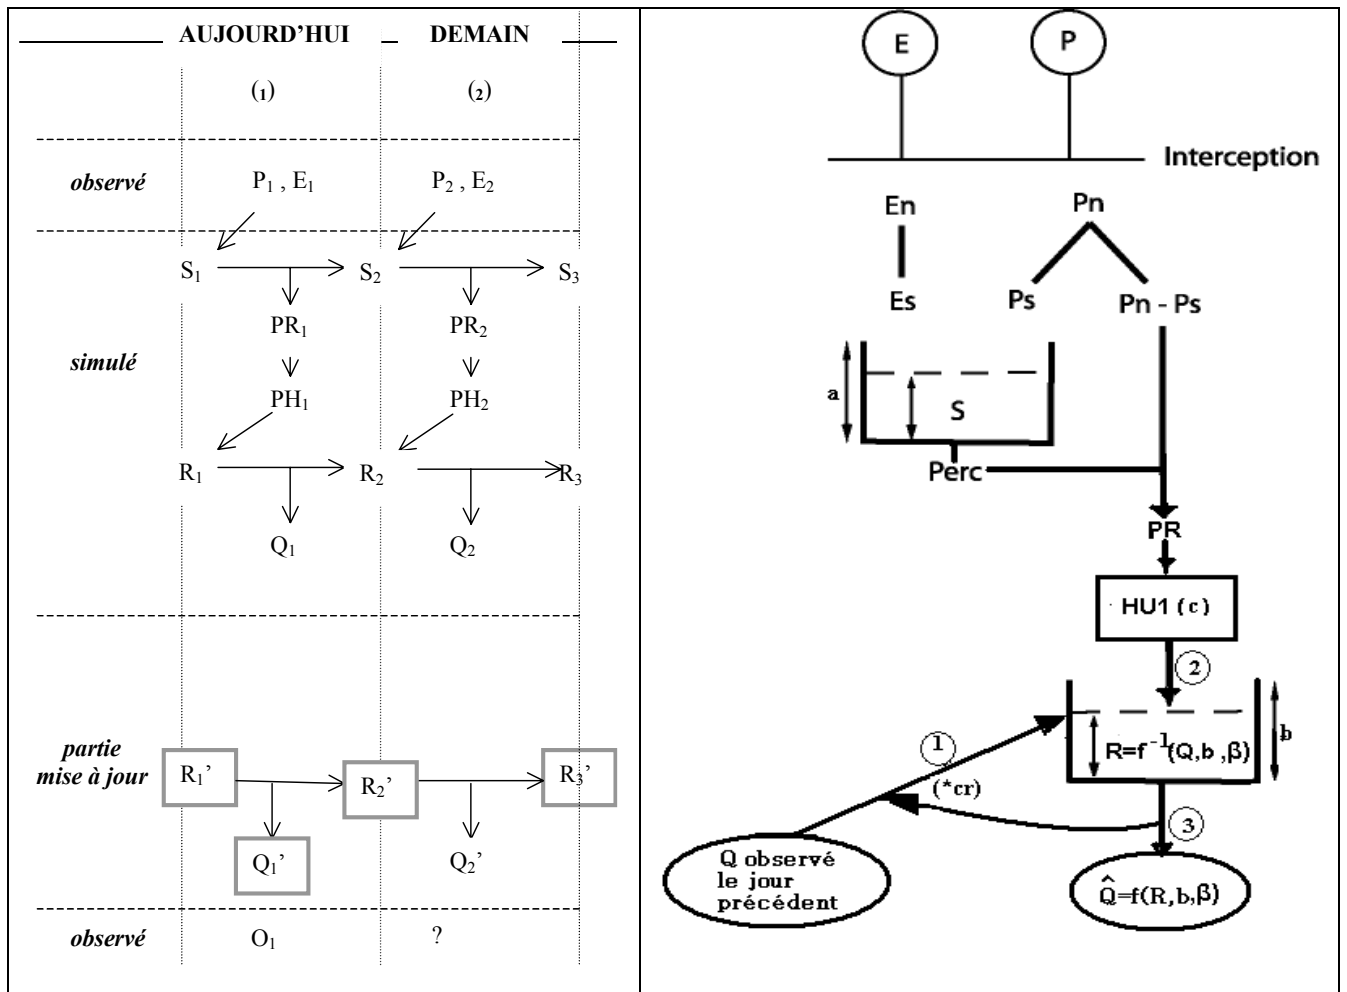 AUJOURD'HUI DEMAIN
(1) (2)
observé P1 , E1 P2 , E2
S1 S2 S3
PR1 PR2
simulé
PH1 PH2
R1 R2 R3
Q1 Q2
partie
mise à jour R1' R2' R3'
Q1' Q2'
observé O1 ?
E P
Interception
En Pn
Es Ps Pn - Ps
a S
Perc
PR
HU1 (c)
2
1 R=f⁻¹(Q,b,β) b
(*cr)
3
Q observé
le jour
précédent
Q̂=f(R,b,β)